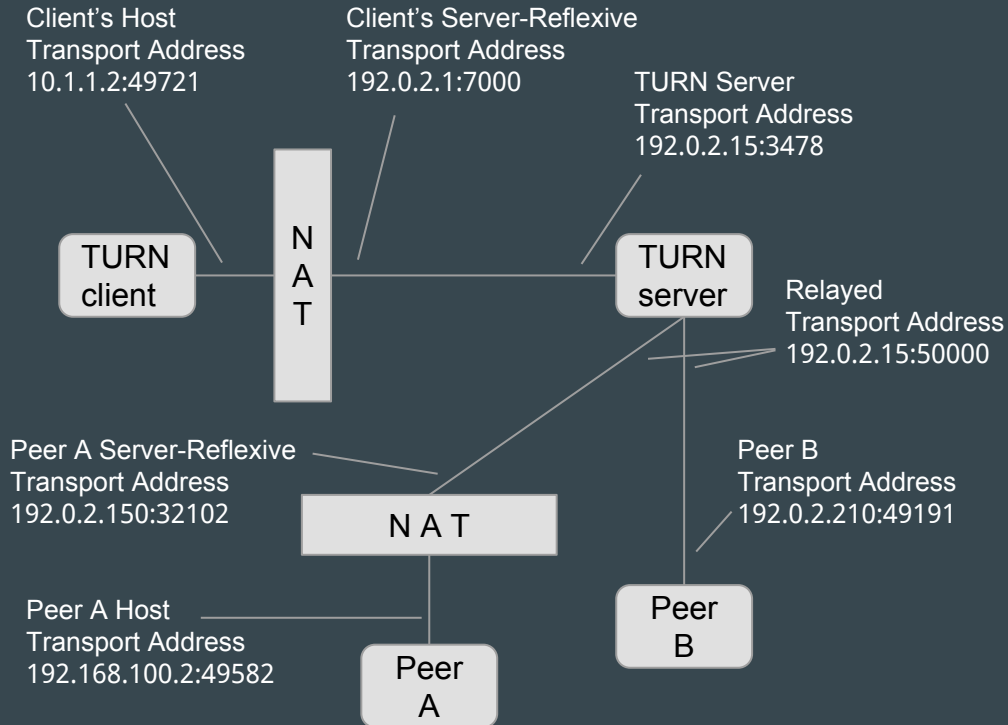 Client's Host
Transport Address
10.1.1.2:49721
Client's Server-Reflexive
Transport Address
192.0.2.1:7000
TURN Server
Transport Address
192.0.2.15:3478
TURN
client
N
A
T
TURN
server
Relayed
Transport Address
192.0.2.15:50000
Peer A Server-Reflexive
Transport Address
192.0.2.150:32102
N A T
Peer B
Transport Address
192.0.2.210:49191
Peer A Host
Transport Address
192.168.100.2:49582
Peer
A
Peer
B